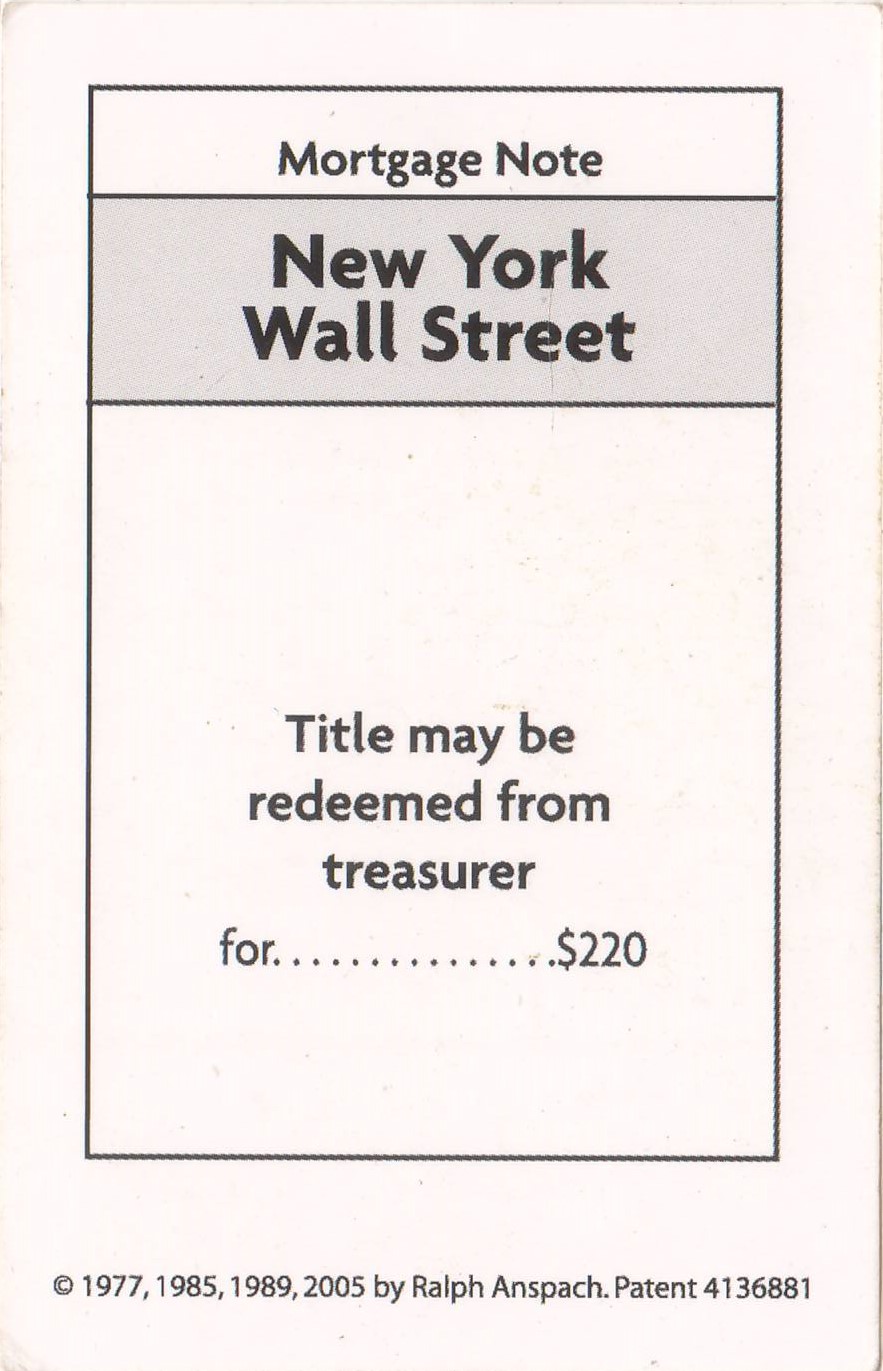 Mortgage Note
New York
Wall Street
Title may be
redeemed from
treasurer
for................$220
© 1977, 1985, 1989, 2005 by Ralph Anspach. Patent 4136881